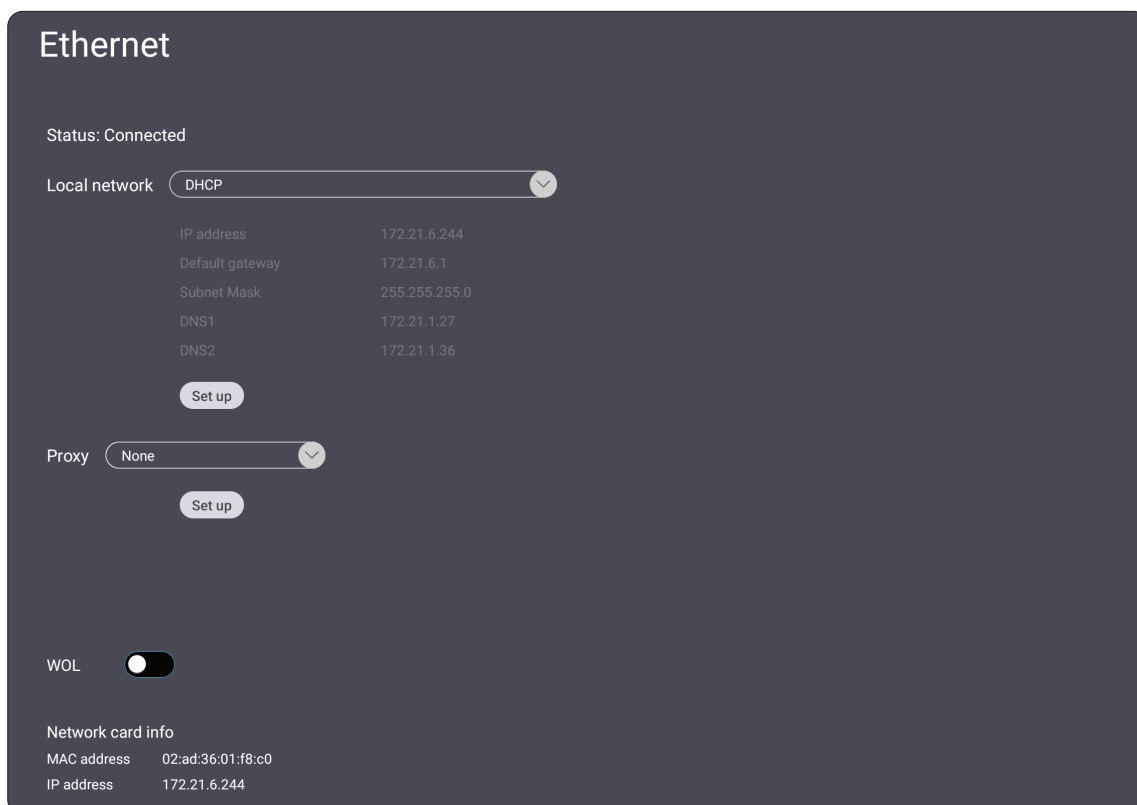 Ethernet
Status: Connected
Local network DHCP
IP address 172.21.6.244
Default gateway 172.21.6.1
Subnet Mask 255.255.255.0
DNS1 172.21.1.27
DNS2 172.21.1.36
Set up
Proxy None
Set up
WOL
Network card info
MAC address 02:ad:36:01:f8:c0
IP address 172.21.6.244